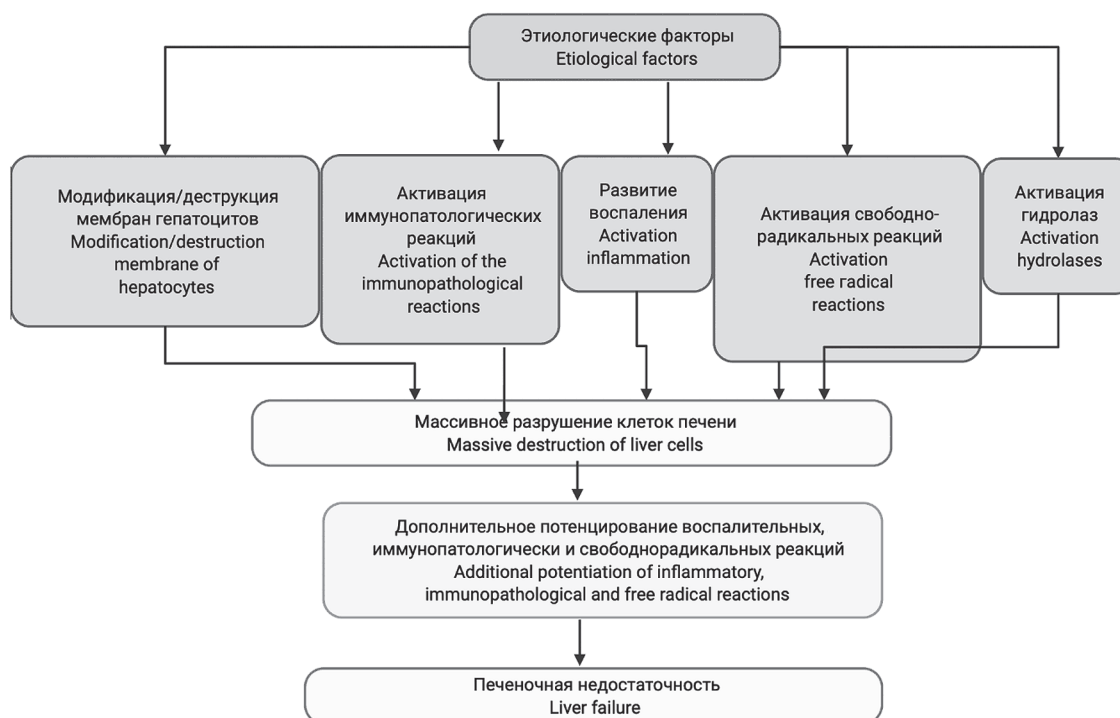 Этиологические факторы
Etiological factors
Модификация/деструкция
мембран гепатоцитов
Modification/destruction
membrane of
hepatocytes
Активация
иммунопатологических
реакций
Activation of the
immunopathological
reactions
Развитие
воспаления
Activation
inflammation
Активация свободно-
радикальных реакций
Activation
free radical
reactions
Активация
гидролаз
Activation
hydrolases
Массивное разрушение клеток печени
Massive destruction of liver cells
Дополнительное потенцирование воспалительных,
иммунопатологически и свободнорадикальных реакций
Additional potentiation of inflammatory,
immunopathological and free radical reactions
Печеночная недостаточность
Liver failure